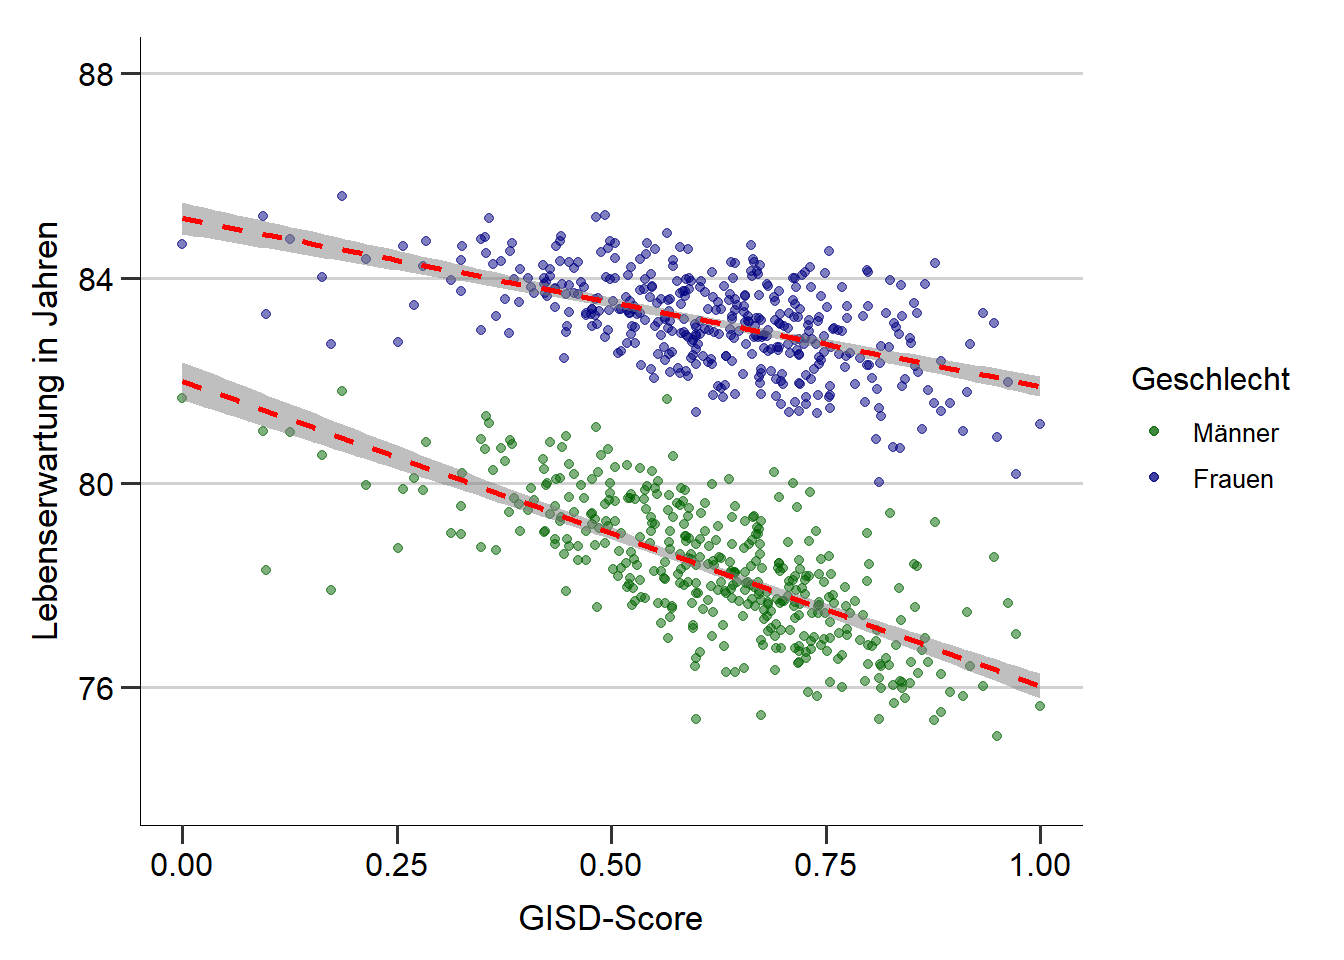 88
84
80
76
Lebenserwartung in Jahren
0.00 0.25 0.50 0.75 1.00
GISD-Score
Geschlecht
Männer
Frauen